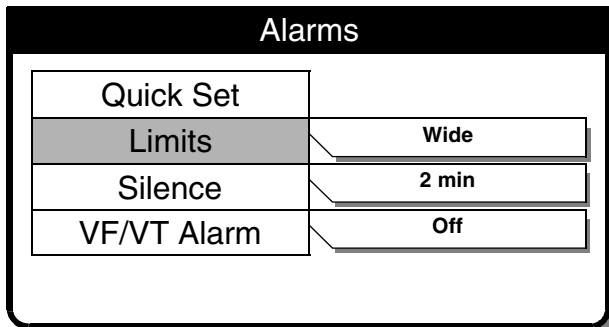 Alarms
Quick Set
Limits Wide
Silence 2 min
VF/VT Alarm Off